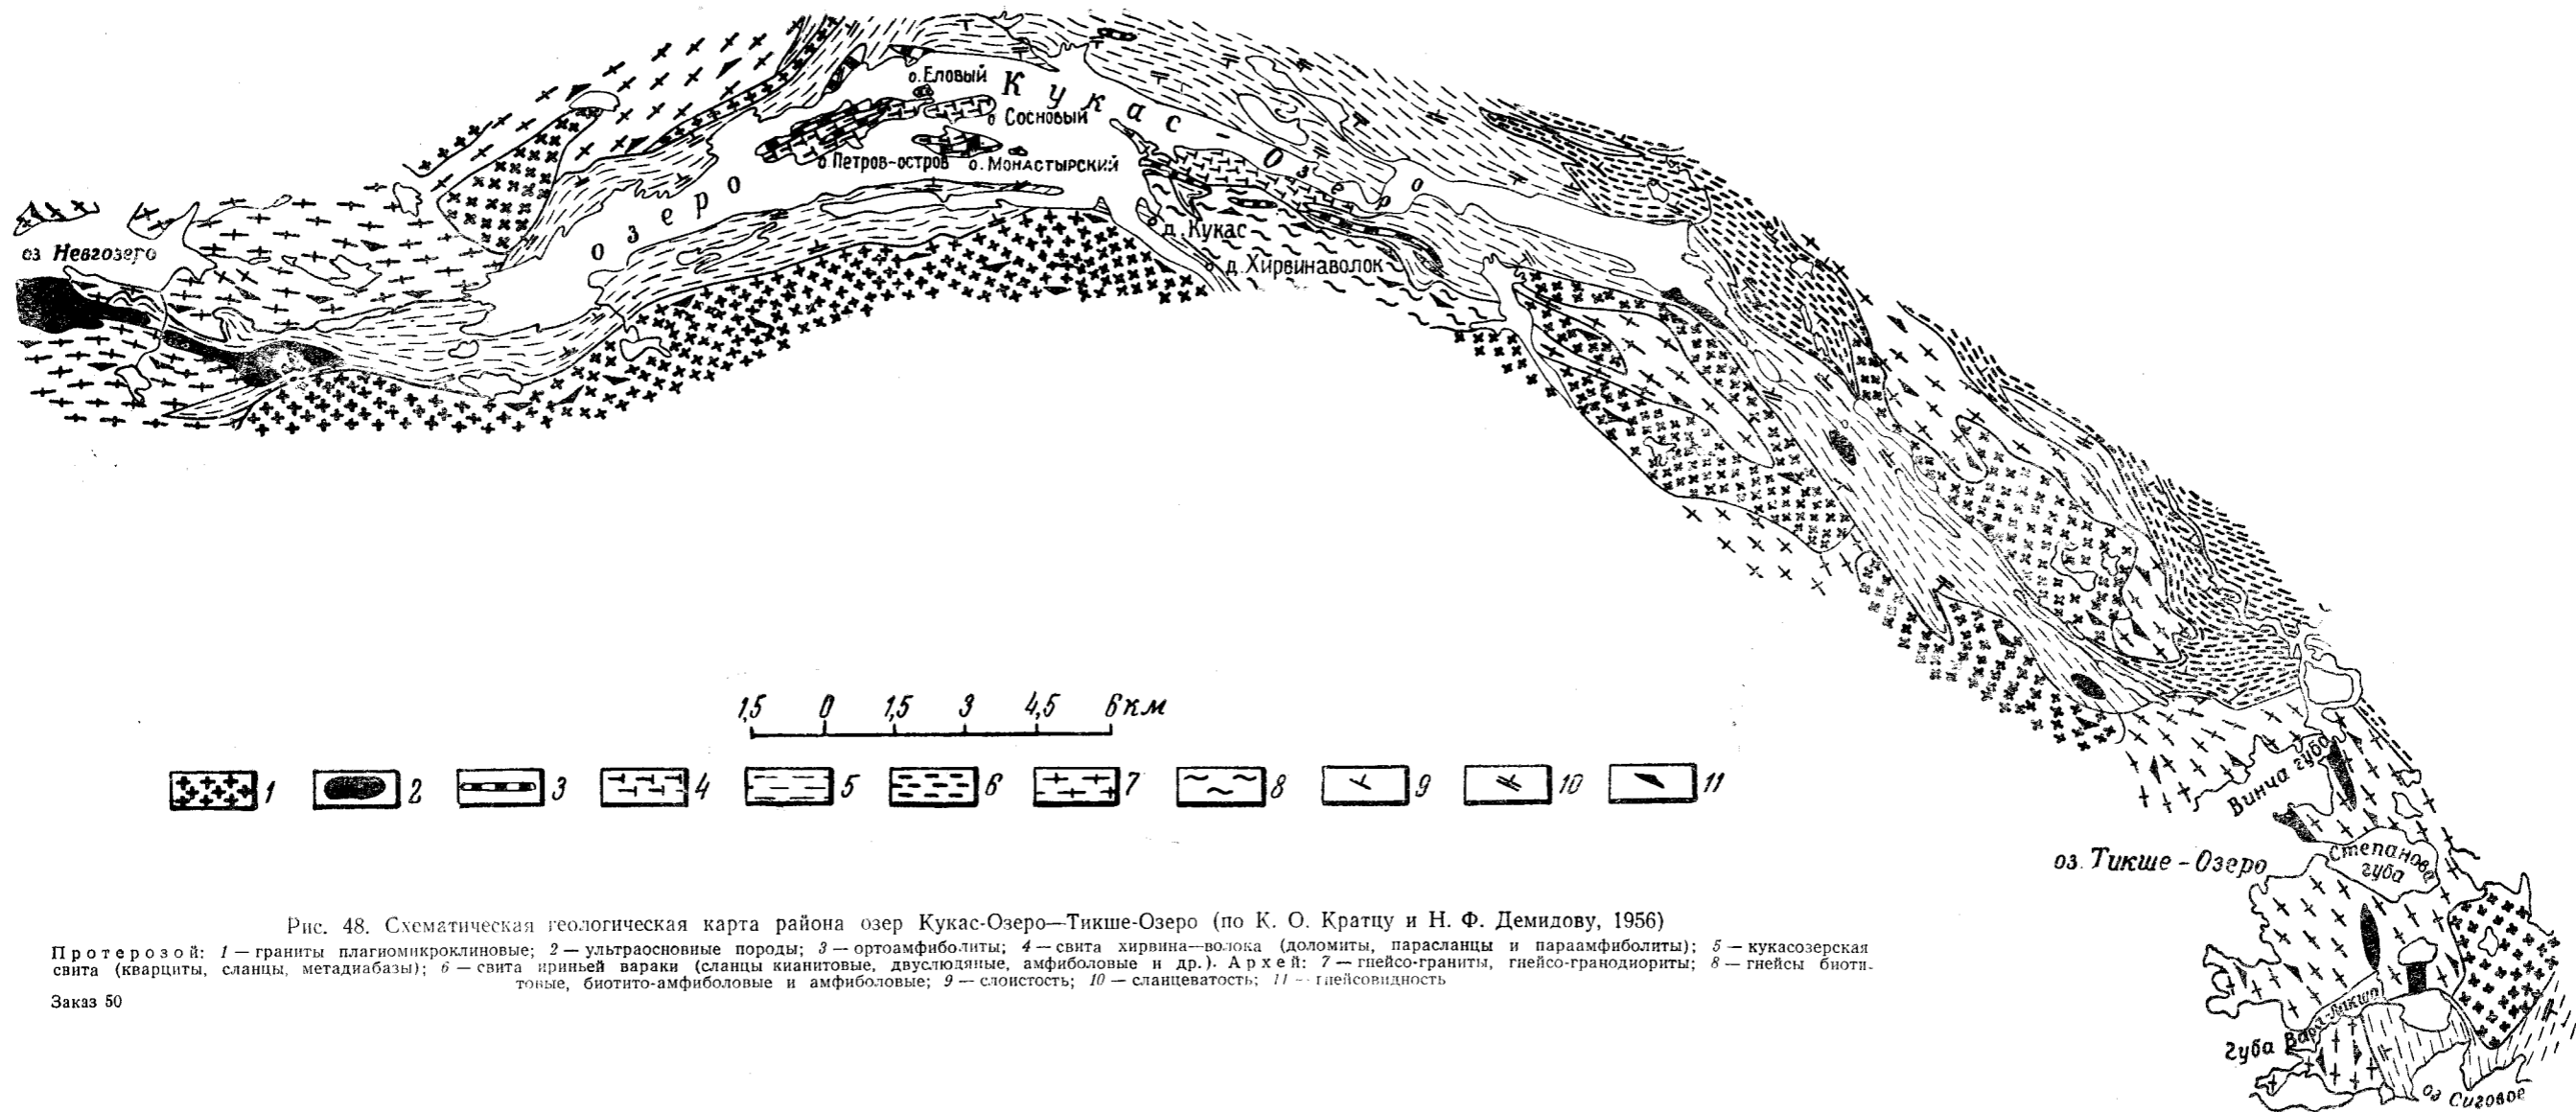 о. Еловый
Кукас-Озеро
о Сосновый
о Петров-остров
о. Монастырский
озеро
оз Невгозеро
д. Кукас
д. Хирвинаволок
1,5 0 1,5 3 4,5 6 км
1 2 3 4 5 6 7 8 9 10 11
Винча губа
оз. Тикше-Озеро
Степанова
губа
Губа
оз Сиговое
Рис. 48. Схематическая геологическая карта района озер Кукас-Озеро—Тикше-Озеро (по К. О. Кратцу и Н. Ф. Демидову, 1956)
Протерозой: 1 — граниты плагиомикроклиновые; 2 — ультраосновные породы; 3 — ортоамфиболиты; 4 — свита хирвина—волока (доломиты, парасланцы и параамфиболиты); 5 — кукасозерская
свита (кварциты, сланцы, метадиабазы); 6 — свита ириньей вараки (сланцы кианитовые, двуслюдяные, амфиболовые и др.). Архей: 7 — гнейсо-граниты, гнейсо-гранодиориты; 8 — гнейсы биоти-
товые, биотито-амфиболовые и амфиболовые; 9 — слоистость; 10 — сланцеватость; 11 — гнейсовидность
Заказ 50